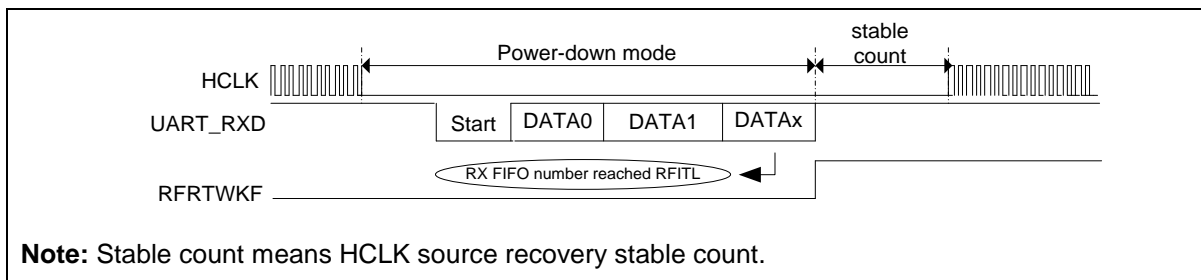 stable
count
Power-down mode
HCLK
UART_RXD
Start DATA0 DATA1 DATAx
RX FIFO number reached RFITL
RFRTWKF
Note: Stable count means HCLK source recovery stable count.